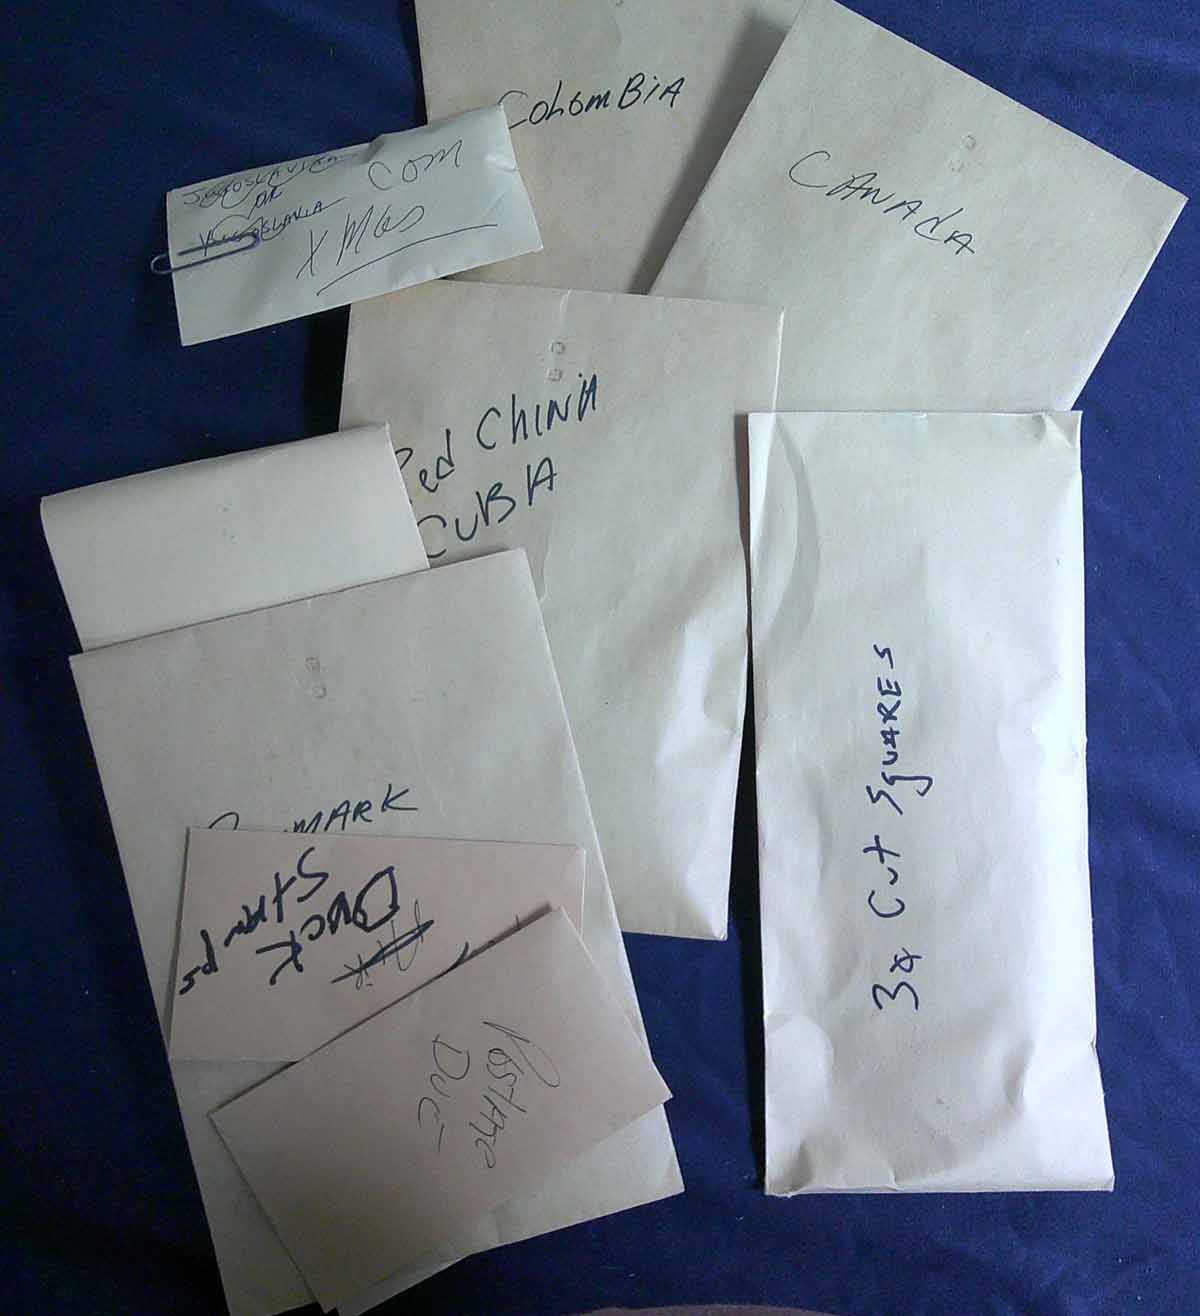 Colombia
Canada
Com
Xmas
Red China
Cuba
3¢ Cut Squares
mark
Duck
Stamps
Postage
Due